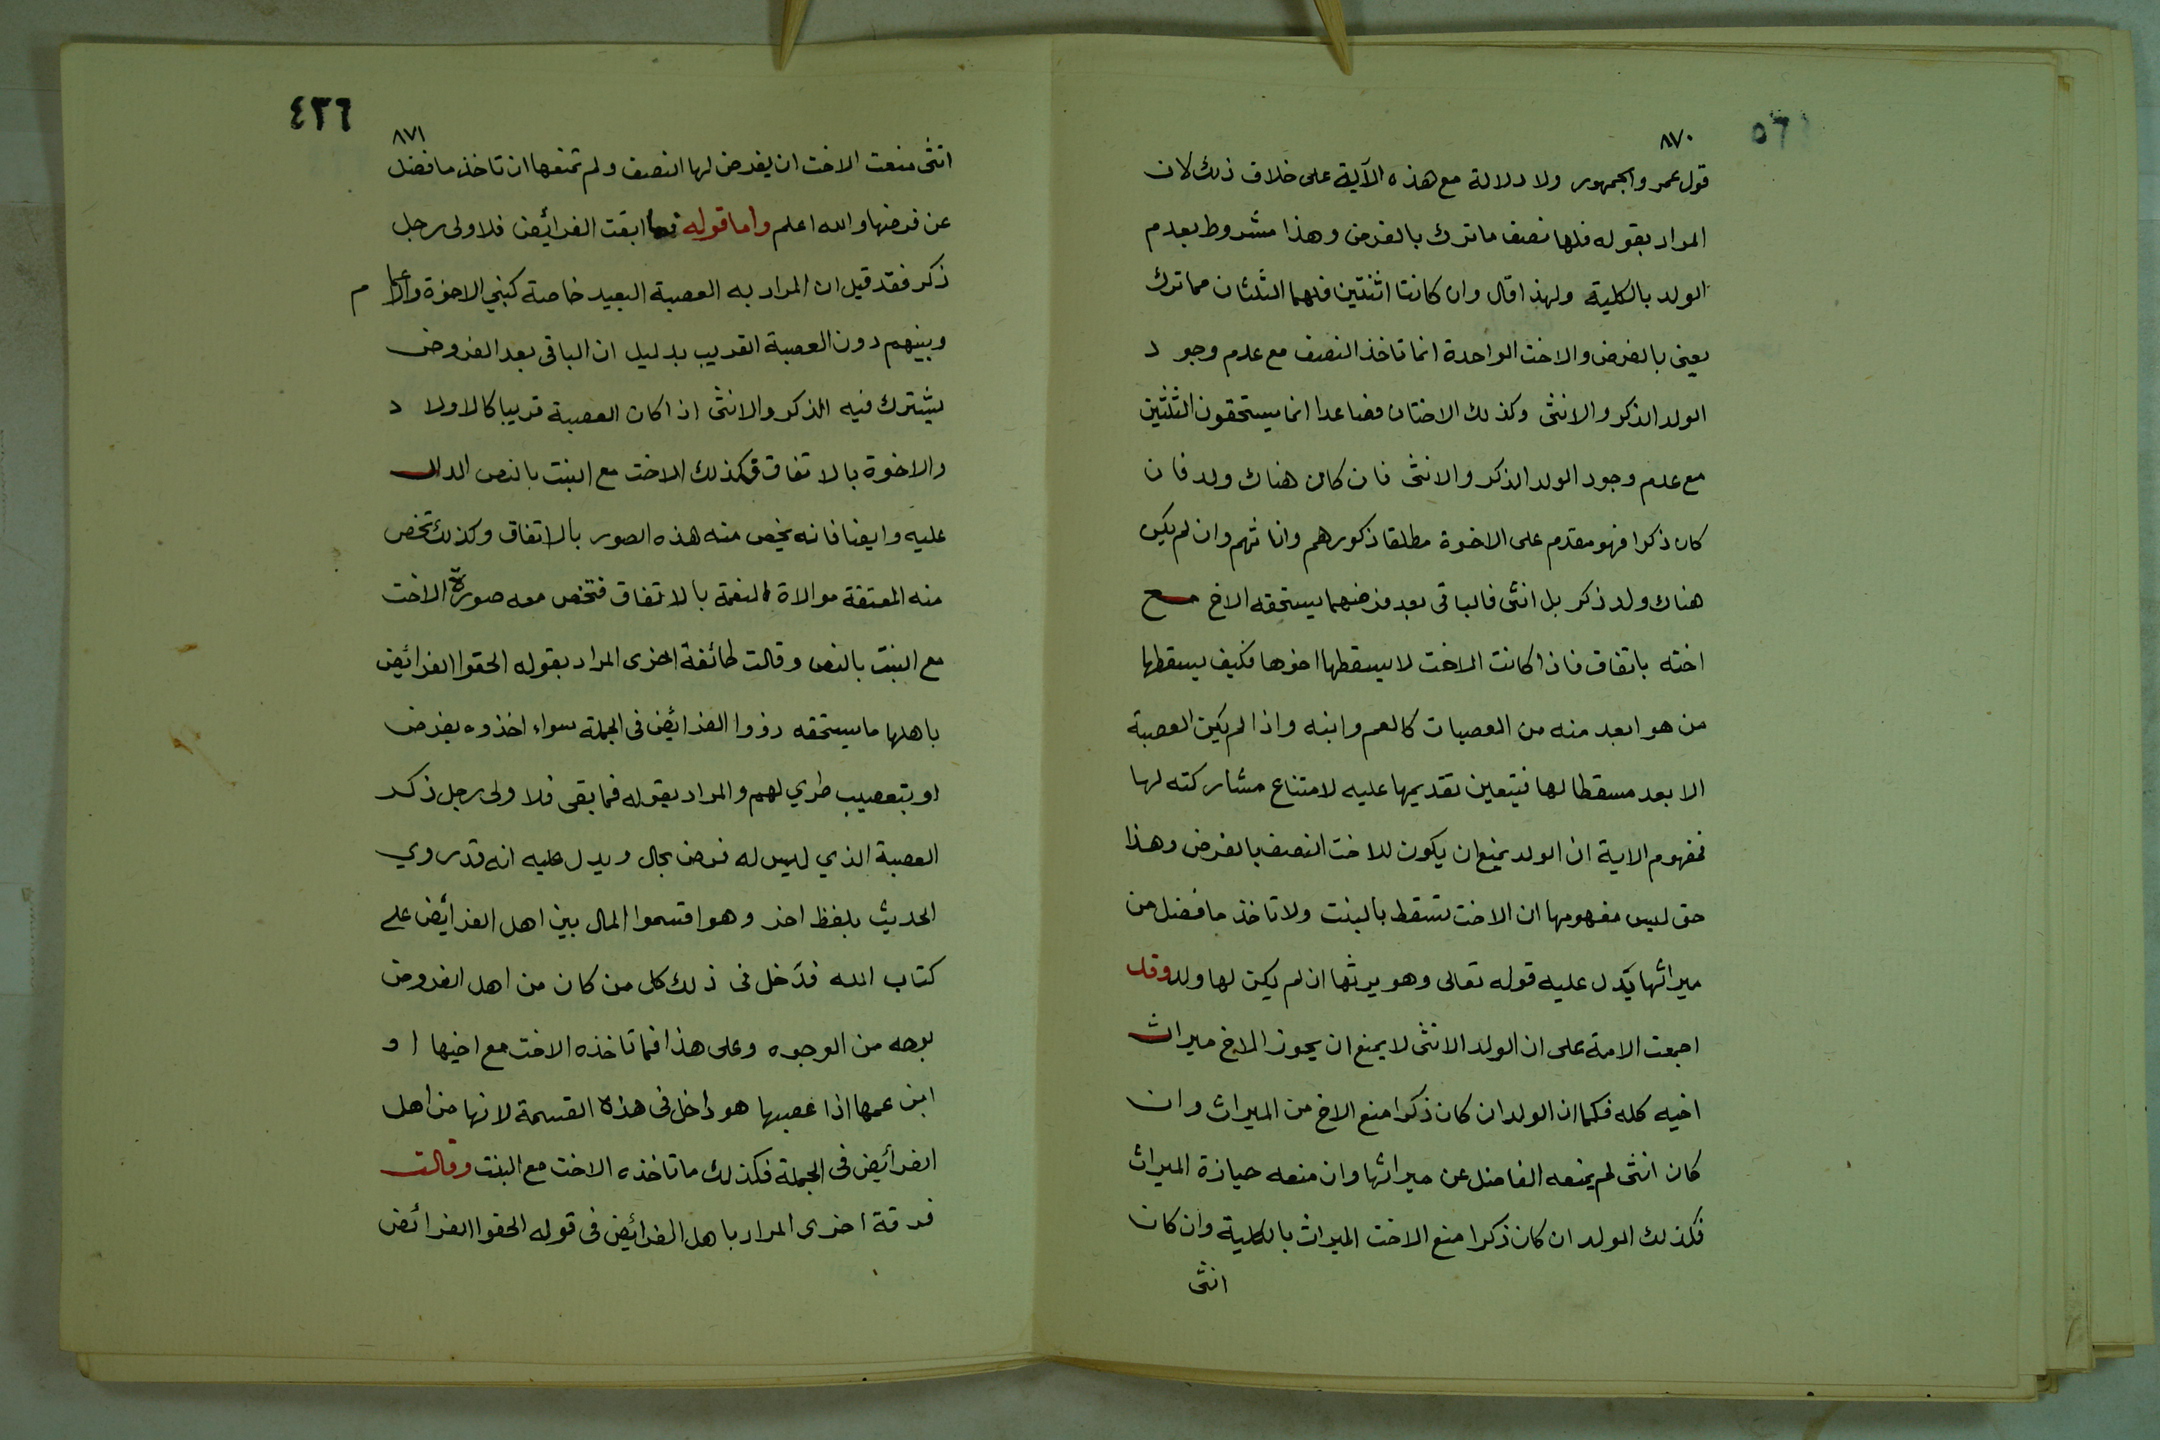 ٨٧٠
قول عمر والجمهور ولا دلالة مع هذه الآية على خلاف ذلك لان
المراد بقوله فلها نصف ما ترك بالفرض وهذا مشروط بعدم
الولد بالكلية ولهذا قال وان كانتا اثنتين فلهما الثلثان مما ترك
يعني بالفرض والاخت الواحدة انما تاخذ النصف مع عدم وجود
الولد الذكر والانثى وكذلك الاختان فصاعدا انما يستحقون الثلثين
مع عدم وجود الولد الذكر والانثى فان كان هناك ولد فان
كان ذكرا فهو مقدم على الاخوة مطلقا ذكورهم واناثهم وان لم يكن
هناك ولد ذكر بل انثى فالباقي بعد فرضهما يستحقه الاخ مع
اخته باتفاق فاذا كانت الاخت لا يسقطها اخوها فكيف يسقطها
من هو ابعد منه من العصبات كالعم وابنه واذا لم يكن العصبة
الابعد مسقطا لها فيتعين تقديمها عليه لامتناع مشاركته لها
فمفهوم الاية ان الولد يمنع ان يكون للاخت النصف بالفرض وهذا
حق ليس مفهومها ان الاخت تسقط بالبنت ولا تاخذ ما فضل من
ميراثها يدل عليه قوله تعالى وهو يرثها ان لم يكن لها ولد وقد
اجمعت الامة على ان الولد الانثى لا يمنع ان يحوز الاخ ميراث
اخيه كله فكما ان الولد ان كان ذكرا منع الاخ من الميراث وان
كان انثى لم يمنعه الفاضل عن ميراثها وان منعه حيازة الميراث
فكذلك الولد ان كان ذكرا منع الاخت الميراث بالكلية وان كان
انثى
٤٢٦
٨٧١
انثى منعت الاخت ان يفرض لها النصف ولم تمنعها ان تاخذ ما فضل
عن فرضها والله اعلم واما قوله فما ابقت الفرائض فلاولى رجل
ذكر فقد قيل ان المراد به العصبة البعيد خاصة كبني الاخوة والاعمام
وبنيهم دون العصبة القريب بدليل ان الباقي بعد الفروض
يشترك فيه الذكر والانثى اذا كان العصبة قريبا كالاولاد
والاخوة بالاتفاق فكذلك الاخت مع البنت بالنص الدال
عليه وايضا فانه يخص منه هذه الصور بالاتفاق وكذلك تخص
منه المعتقة موالاة النعمة بالاتفاق فتخص معه صورة الاخت
مع البنت بالنص وقالت طائفة اخرى المراد بقوله الحقوا الفرائض
باهلها ما يستحقه ذووا الفرائض في الجملة سواء اخذوه بفرض
او بتعصيب طري لهم والمراد بقوله فما بقي فلاولى رجل ذكر
العصبة الذي ليس له فرض بحال ويدل عليه انه قد روي
الحديث بلفظ اخر وهو اقتسموا المال بين اهل الفرائض على
كتاب الله فدخل في ذلك كل من كان من اهل الفروض
بوجه من الوجوه وعلى هذا فما تاخذه الاخت مع اخيها او
ابن عمها اذا عصبها هو داخل في هذه القسمة لانها من اهل
الفرائض في الجملة فكذلك ما تاخذه الاخت مع البنت وقالت
فرقة اخرى المراد باهل الفرائض في قوله الحقوا الفرائض